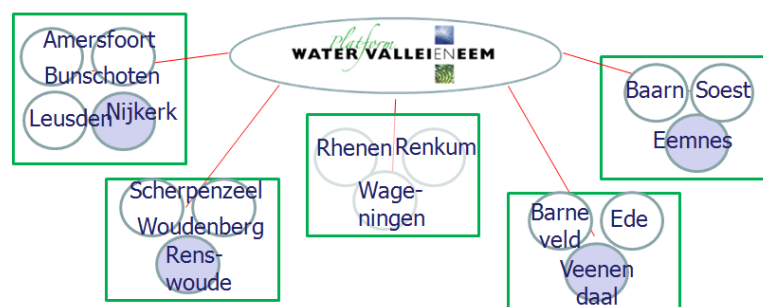 Platform
WATER VALLEI EN EEM
Amersfoort
Bunschoten
Leusden
Nijkerk
Scherpenzeel
Woudenberg
Rens-
woude
Rhenen
Renkum
Wage-
ningen
Barne
veld
Ede
Veenen
daal
Baarn
Soest
Eemnes